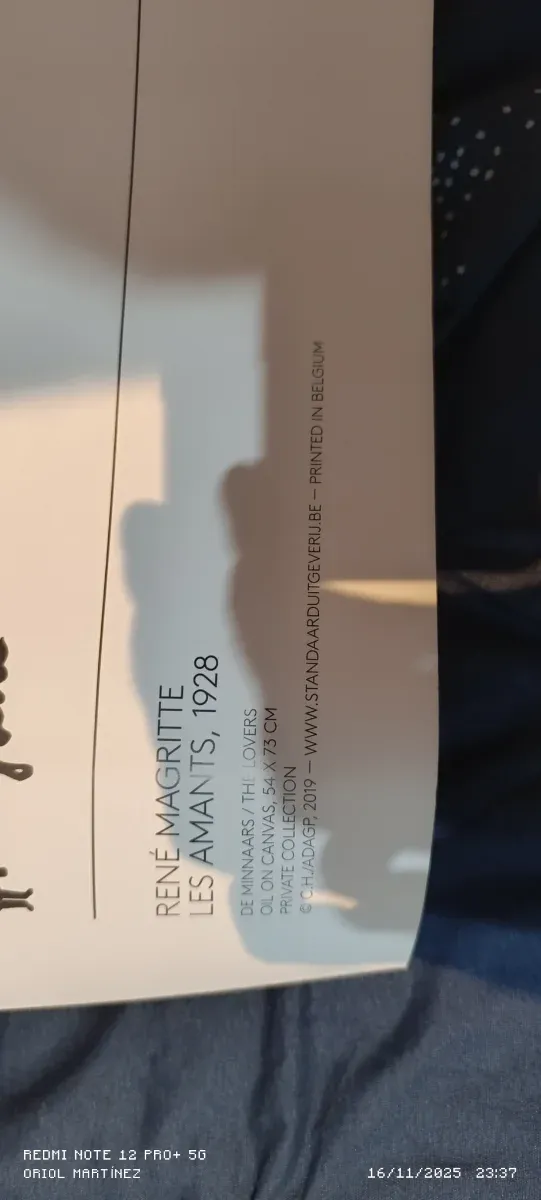 RENÉ MAGRITTE
LES AMANTS, 1928
DE MINNAARS / THE LOVERS
OIL ON CANVAS, 54 X 73 CM
PRIVATE COLLECTION
© C.H./ADAGP, 2019 – WWW.STANDAARDUITGEVERIJ.BE – PRINTED IN BELGIUM
REDMI NOTE 12 PRO+ 5G
ORIOL MARTÍNEZ
16/11/2025 23:37